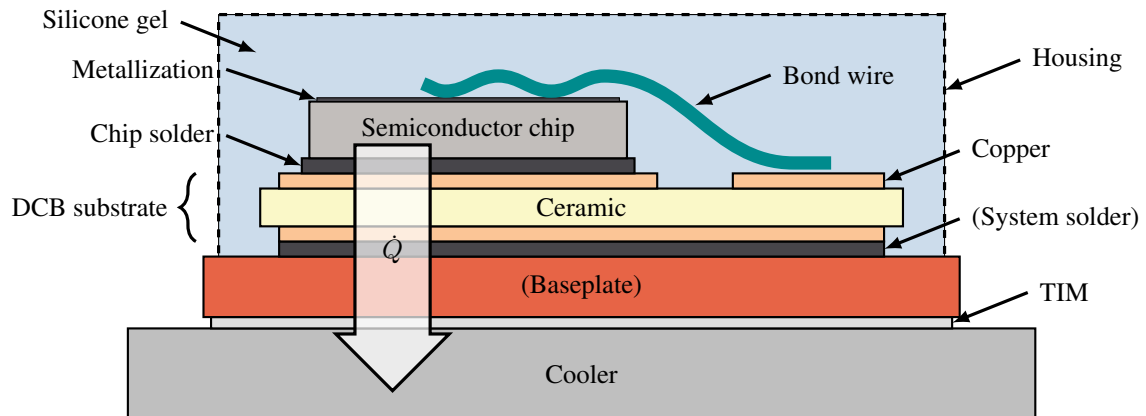 Silicone gel
Metallization
Bond wire
Housing
Chip solder
Semiconductor chip
Copper
DCB substrate
Ceramic
(System solder)
Q̇
(Baseplate)
TIM
Cooler